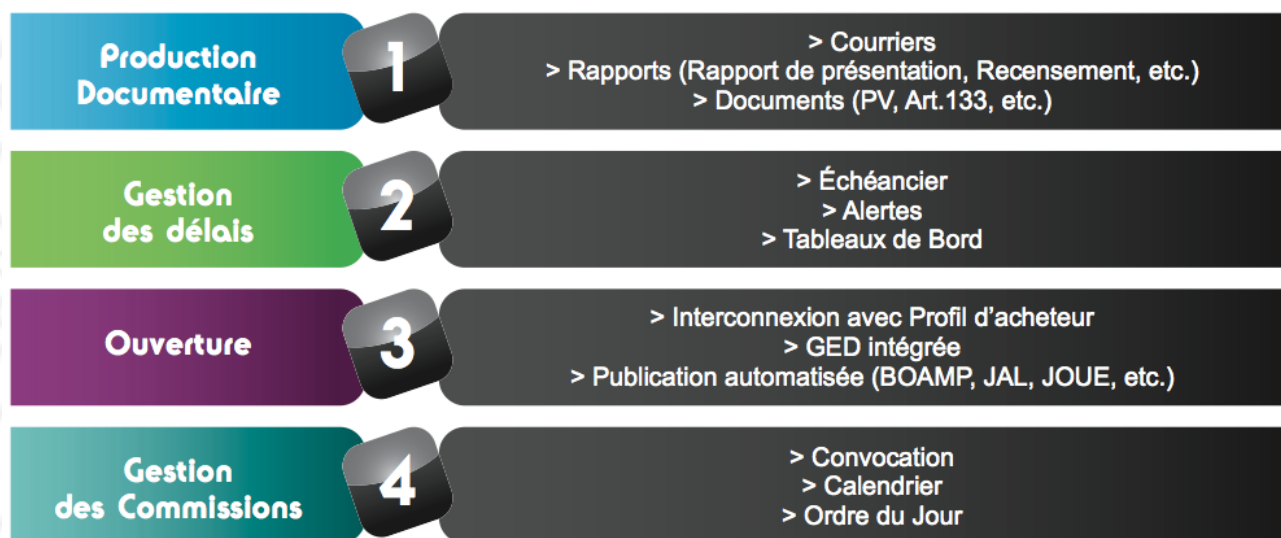 Production
Documentaire
1
> Courriers
> Rapports (Rapport de présentation, Recensement, etc.)
> Documents (PV, Art.133, etc.)
Gestion
des délais
2
> Échéancier
> Alertes
> Tableaux de Bord
Ouverture
3
> Interconnexion avec Profil d’acheteur
> GED intégrée
> Publication automatisée (BOAMP, JAL, JOUE, etc.)
Gestion
des Commissions
4
> Convocation
> Calendrier
> Ordre du Jour